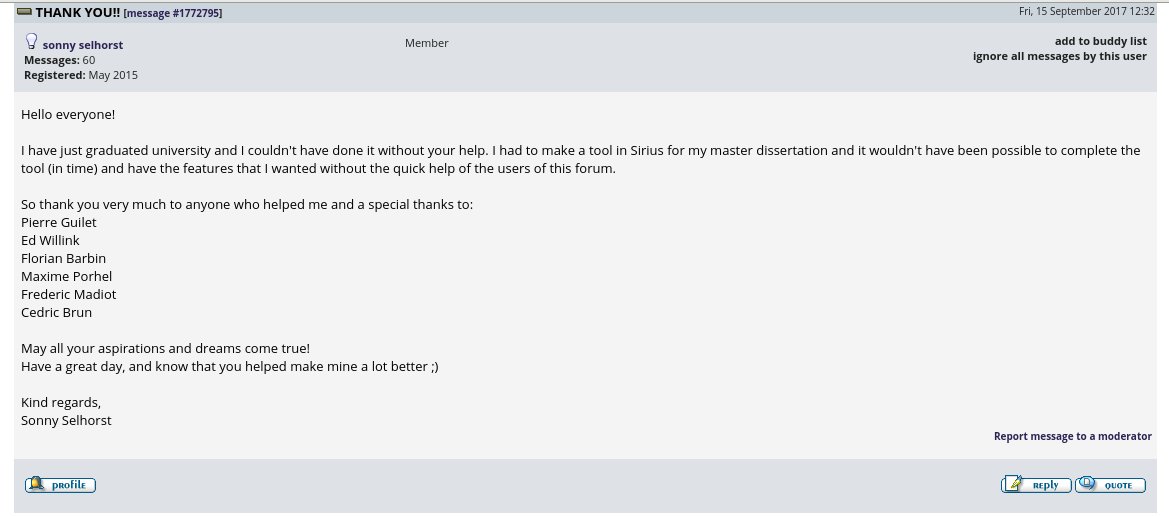 THANK YOU!! [message #1772795]
Fri, 15 September 2017 12:32
sonny selhorst
Messages: 60
Registered: May 2015
Member
add to buddy list
ignore all messages by this user
Hello everyone!
I have just graduated university and I couldn't have done it without your help. I had to make a tool in Sirius for my master dissertation and it wouldn't have been possible to complete the
tool (in time) and have the features that I wanted without the quick help of the users of this forum.
So thank you very much to anyone who helped me and a special thanks to:
Pierre Guilet
Ed Willink
Florian Barbin
Maxime Porhel
Frederic Madiot
Cedric Brun
May all your aspirations and dreams come true!
Have a great day, and know that you helped make mine a lot better ;)
Kind regards,
Sonny Selhorst
Report message to a moderator
profile
Reply
QUOTE